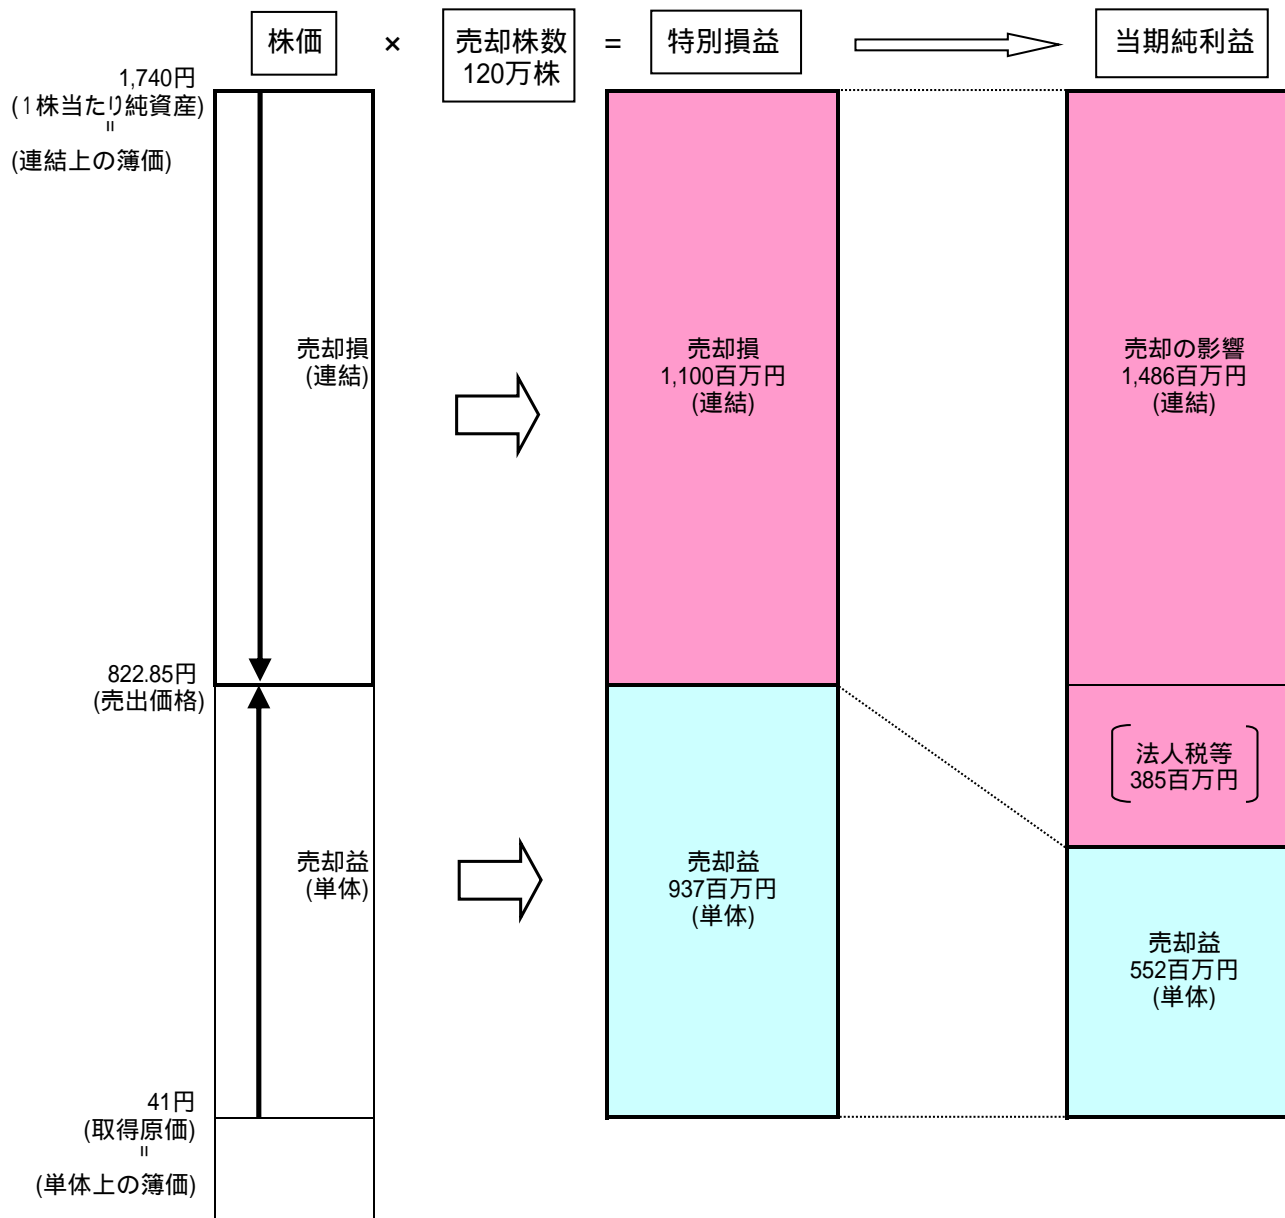 株価
×
売却株数
120万株
=
特別損益
当期純利益
1,740円
(1株当たり純資産)
=
(連結上の簿価)
売却損
(連結)
売却損
1,100百万円
(連結)
売却の影響
1,486百万円
(連結)
822.85円
(売出価格)
法人税等
385百万円
売却益
(単体)
売却益
937百万円
(単体)
売却益
552百万円
(単体)
41円
(取得原価)
=
(単体上の簿価)